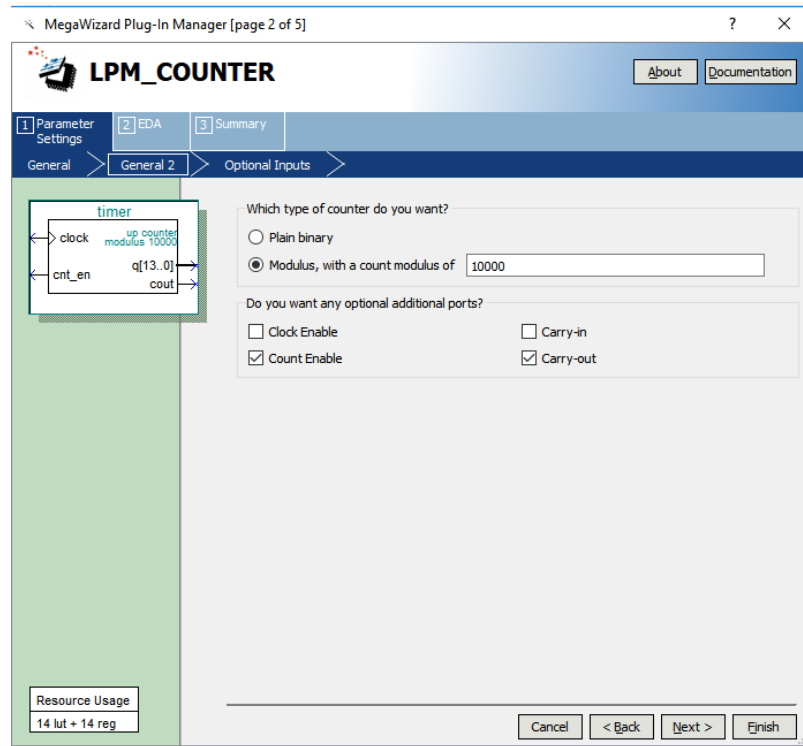 MegaWizard Plug-In Manager [page 2 of 5]
?
LPM_COUNTER
About
Documentation
1 Parameter Settings
2 EDA
3 Summary
General
General 2
Optional Inputs
timer
clock
up counter
modulus 10000
cnt_en
q[13..0]
cout
Which type of counter do you want?
Plain binary
Modulus, with a count modulus of 10000
Do you want any optional additional ports?
Clock Enable
Carry-in
Count Enable
Carry-out
Resource Usage
14 lut + 14 reg
Cancel
< Back
Next >
Finish